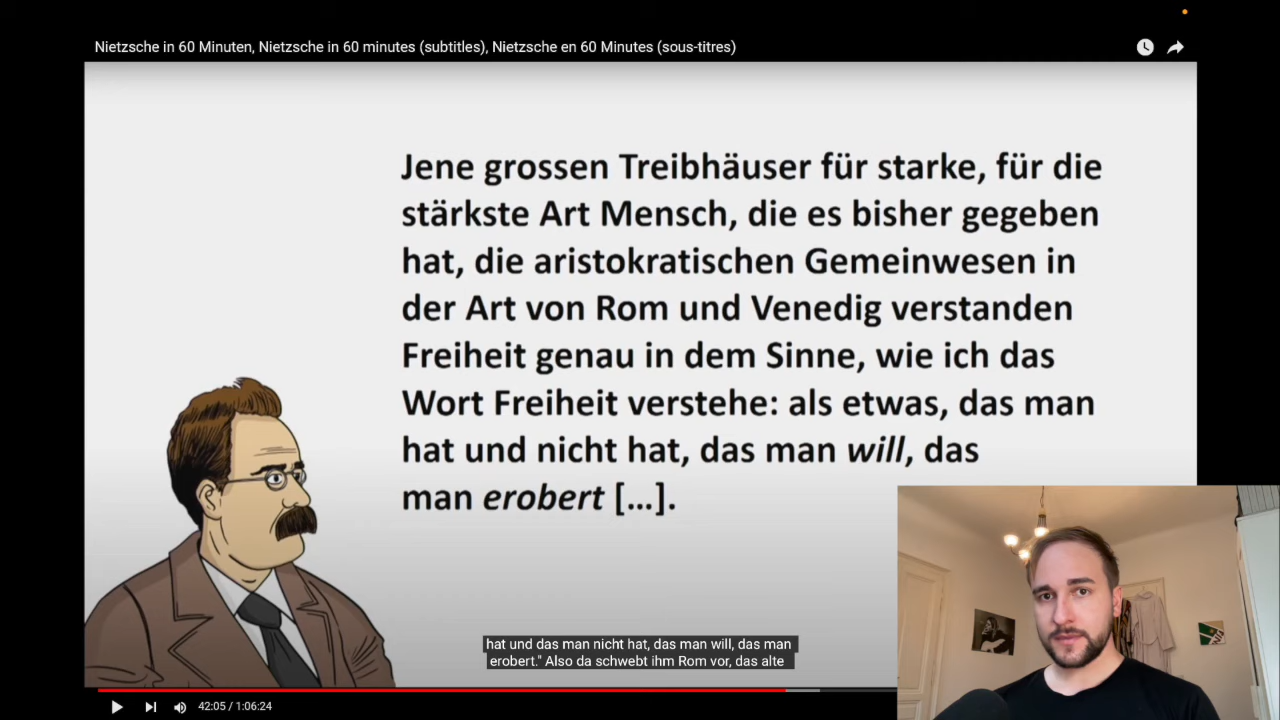 Nietzsche in 60 Minuten, Nietzsche in 60 minutes (subtitles), Nietzsche en 60 Minutes (sous-titres)
Jene grossen Treibhäuser für starke, für die
stärkste Art Mensch, die es bisher gegeben
hat, die aristokratischen Gemeinwesen in
der Art von Rom und Venedig verstanden
Freiheit genau in dem Sinne, wie ich das
Wort Freiheit verstehe: als etwas, das man
hat und nicht hat, das man will, das
man erobert [...].
hat und das man nicht hat, das man will, das man
erobert." Also da schwebt ihm Rom vor, das alte
42:05 / 1:06:24